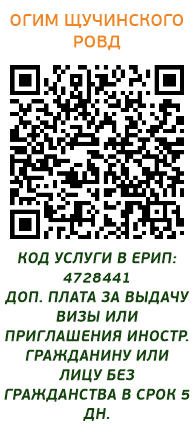 ОГИМ ЩУЧИНСКОГО
РОВД
КОД УСЛУГИ В ЕРИП:
4728441
ДОП. ПЛАТА ЗА ВЫДАЧУ
ВИЗЫ ИЛИ
ПРИГЛАШЕНИЯ ИНОСТР.
ГРАЖДАНИНУ ИЛИ
ЛИЦУ БЕЗ
ГРАЖДАНСТВА В СРОК 5
ДН.